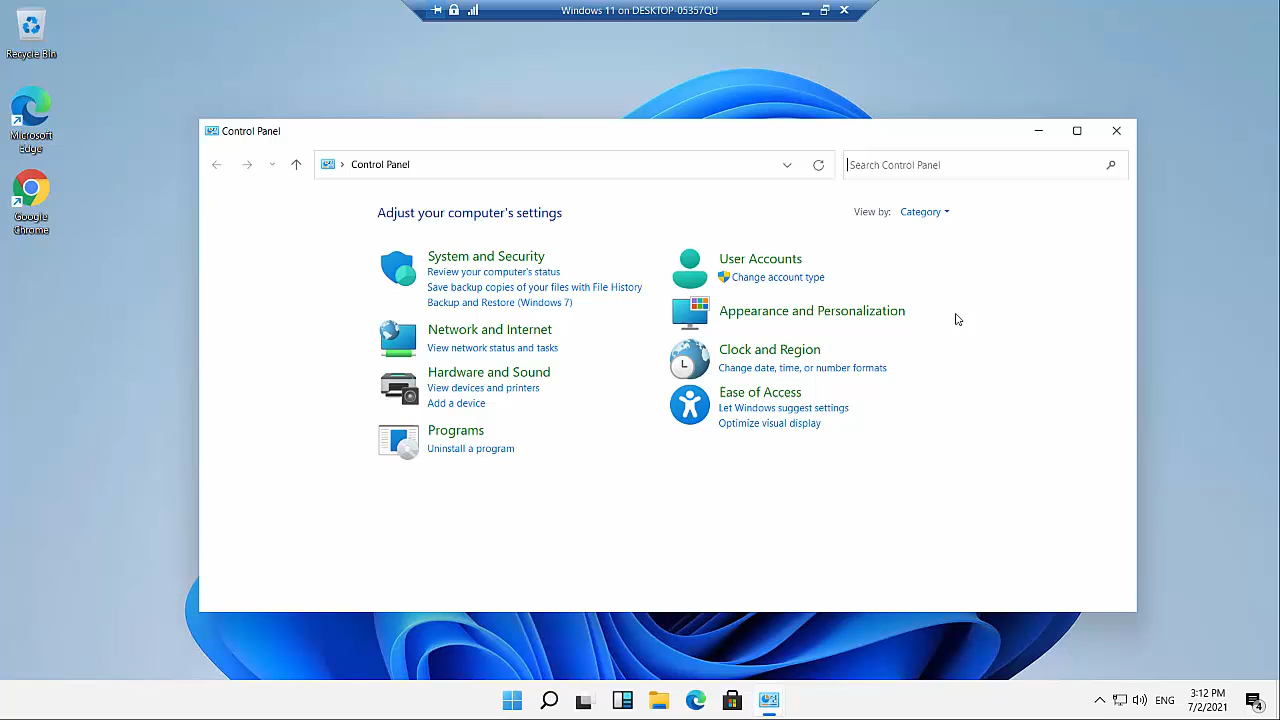 Windows 11 on DESKTOP-05357QU
Recycle Bin
Microsoft
Edge
Google
Chrome
Control Panel
Control Panel
Search Control Panel
Adjust your computer's settings
View by: Category
System and Security
Review your computer's status
Save backup copies of your files with File History
Backup and Restore (Windows 7)
Network and Internet
View network status and tasks
Hardware and Sound
View devices and printers
Add a device
Programs
Uninstall a program
User Accounts
Change account type
Appearance and Personalization
Clock and Region
Change date, time, or number formats
Ease of Access
Let Windows suggest settings
Optimize visual display
ENG
3:12 PM
7/2/2021
4